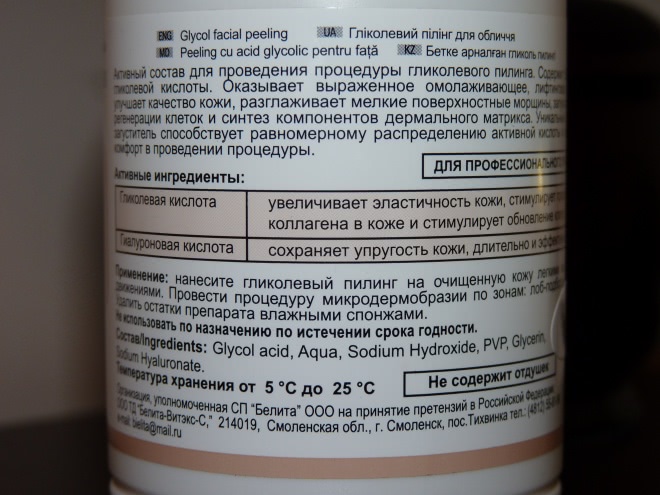 ENG Glycol facial peeling UA Гліколевий пілінг для обличчя
MD Peeling cu acid glycolic pentru față KZ Бетке арналған гликоль пилинг
Активный состав для проведения процедуры гликолевого пилинга.
гликолевой кислоты. Оказывает выраженное омолаживающее,
улучшает качество кожи, разглаживает мелкие поверхностные морщины,
регенерации клеток и синтез компонентов дермального матрикса.
загуститель способствует равномерному распределению активной кислоты
комфорт в проведении процедуры.
ДЛЯ ПРОФЕССИОНАЛЬНОГО
Активные ингредиенты:
Гликолевая кислота увеличивает эластичность кожи,
коллагена в коже и стимулирует обновление
Гиалуроновая кислота сохраняет упругость кожи, длительно и
Применение: нанесите гликолевый пилинг на очищенную кожу
движениями. Провести процедуру микродермобразии по зонам:
Удалить остатки препарата влажными спонжами.
Не использовать по назначению по истечении срока годности.
Состав/Ingredients: Glycol acid, Aqua, Sodium Hydroxide, PVP, Glycerin,
Sodium Hyaluronate.
Температура хранения от 5 °C до 25 °C
Не содержит отдушек
Организация, уполномоченная СП "Белита" ООО на принятие претензий в Российской Федерации:
ООО ТД "Белита-Витэкс-С," 214019, Смоленская обл., г. Смоленск, пос.Тихвинка тел.: (4812)
e-mail: bielita@mail.ru